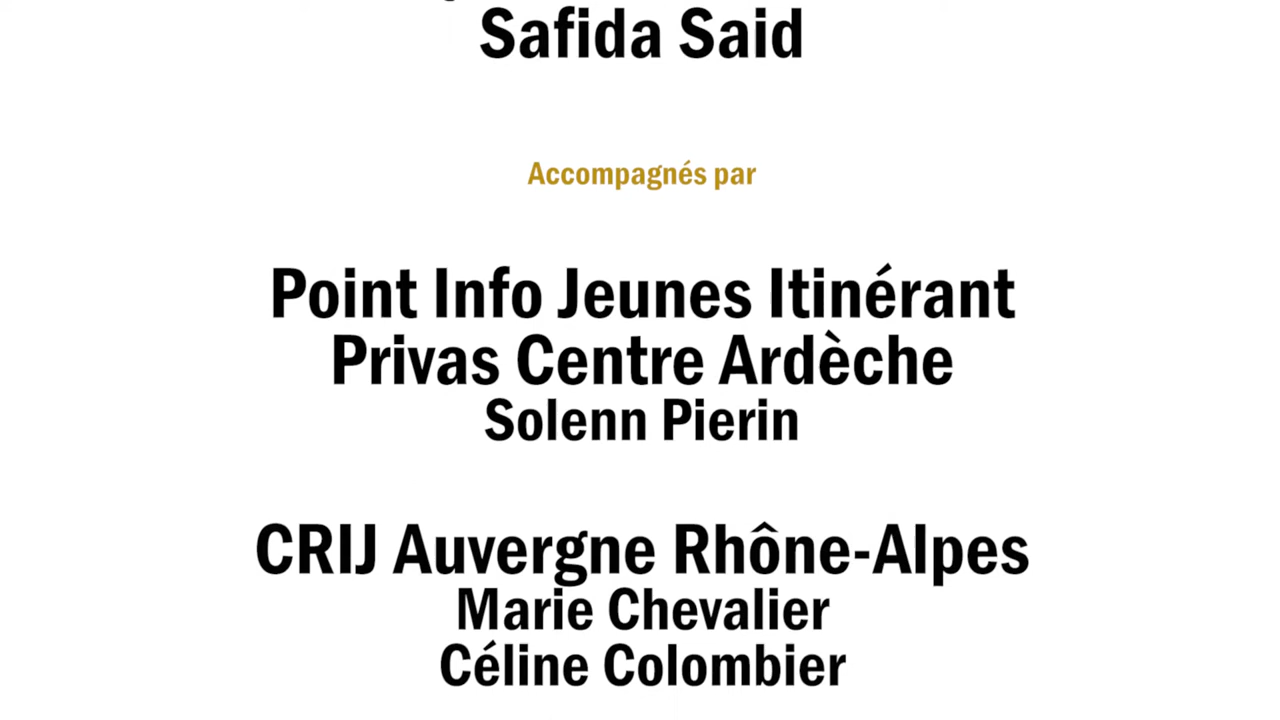 Safida Said
Accompagnés par
Point Info Jeunes Itinérant
Privas Centre Ardèche
Solenn Pierin
CRIJ Auvergne Rhône-Alpes
Marie Chevalier
Céline Colombier